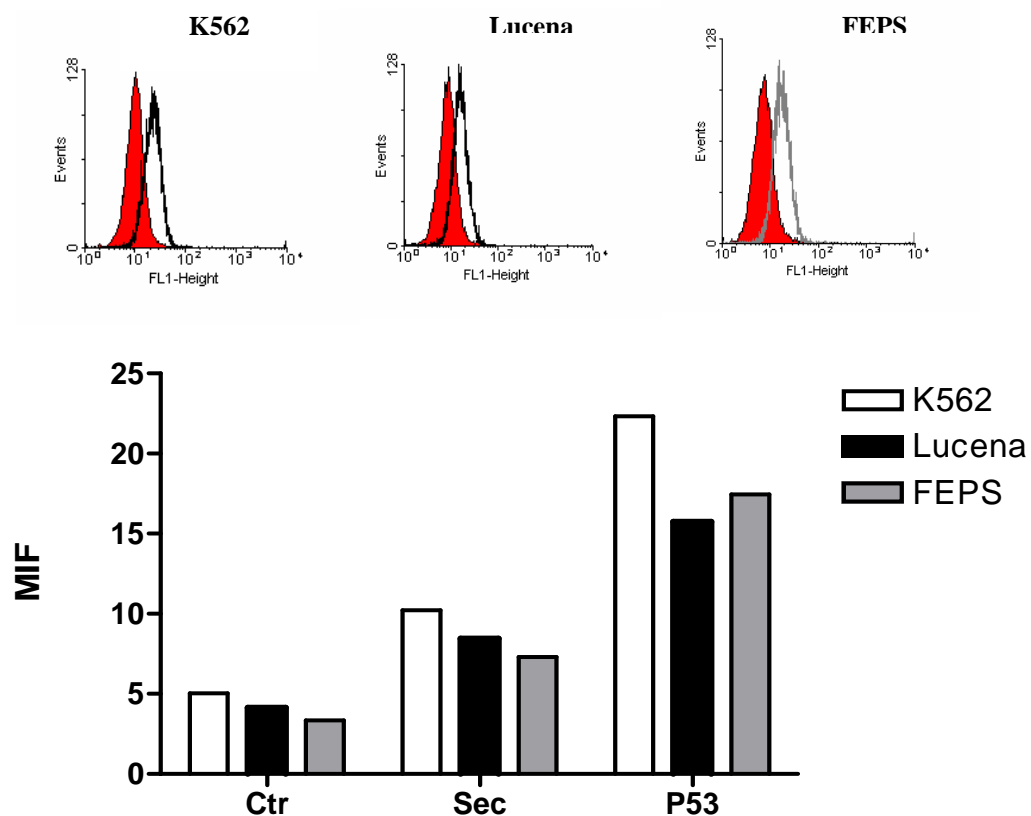 K562
Lucena
FEPS
128
Events
0
10⁰ 10¹ 10² 10³ 10⁴
FL1-Height
128
Events
0
10⁰ 10¹ 10² 10³ 10⁴
FL1-Height
128
Events
0
10⁰ 10¹ 10² 10³ 10⁴
FL1-Height
MIF
25
20
15
10
5
0
Ctr Sec P53
K562
Lucena
FEPS